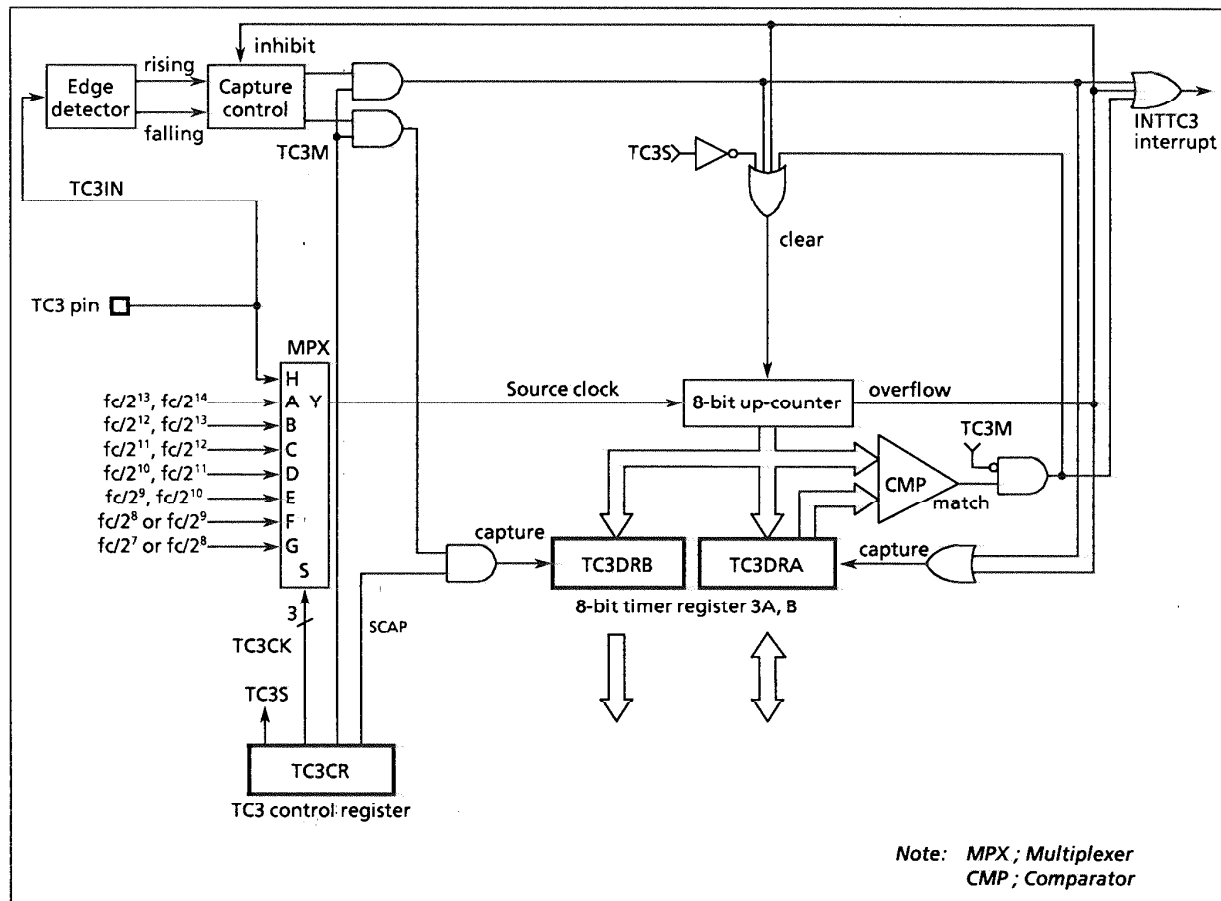 inhibit
rising
Edge
detector
Capture
control
falling
TC3M
INTTC3
interrupt
TC3S
TC3IN
clear
TC3 pin
MPX
H
fc/2¹³, fc/2¹⁴ A Y
Source clock
8-bit up-counter
overflow
fc/2¹², fc/2¹³ B
fc/2¹¹, fc/2¹² C
TC3M
fc/2¹⁰, fc/2¹¹ D
CMP
fc/2⁹, fc/2¹⁰ E
match
fc/2⁸ or fc/2⁹ F
fc/2⁷ or fc/2⁸ G
capture
TC3DRB
TC3DRA
capture
S
8-bit timer register 3A, B
3
SCAP
TC3CK
TC3S
TC3CR
TC3 control register
Note: MPX ; Multiplexer
CMP ; Comparator